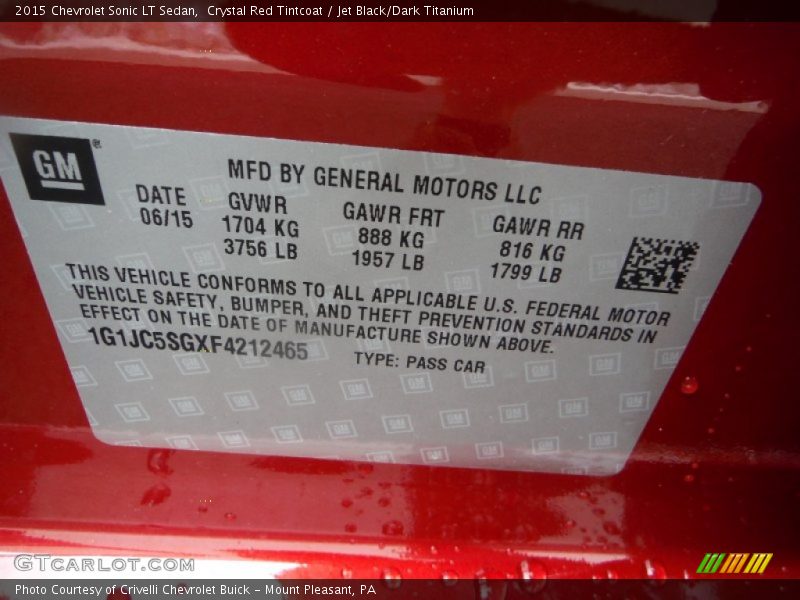 2015 Chevrolet Sonic LT Sedan, Crystal Red Tintcoat / Jet Black/Dark Titanium
GM®
MFD BY GENERAL MOTORS LLC
DATE GVWR GAWR FRT GAWR RR
06/15 1704 KG 888 KG 816 KG
3756 LB 1957 LB 1799 LB
THIS VEHICLE CONFORMS TO ALL APPLICABLE U.S. FEDERAL MOTOR
VEHICLE SAFETY, BUMPER, AND THEFT PREVENTION STANDARDS IN
EFFECT ON THE DATE OF MANUFACTURE SHOWN ABOVE.
1G1JC5SGXF4212465 TYPE: PASS CAR
GTCARLOT.COM
Photo Courtesy of Crivelli Chevrolet Buick - Mount Pleasant, PA